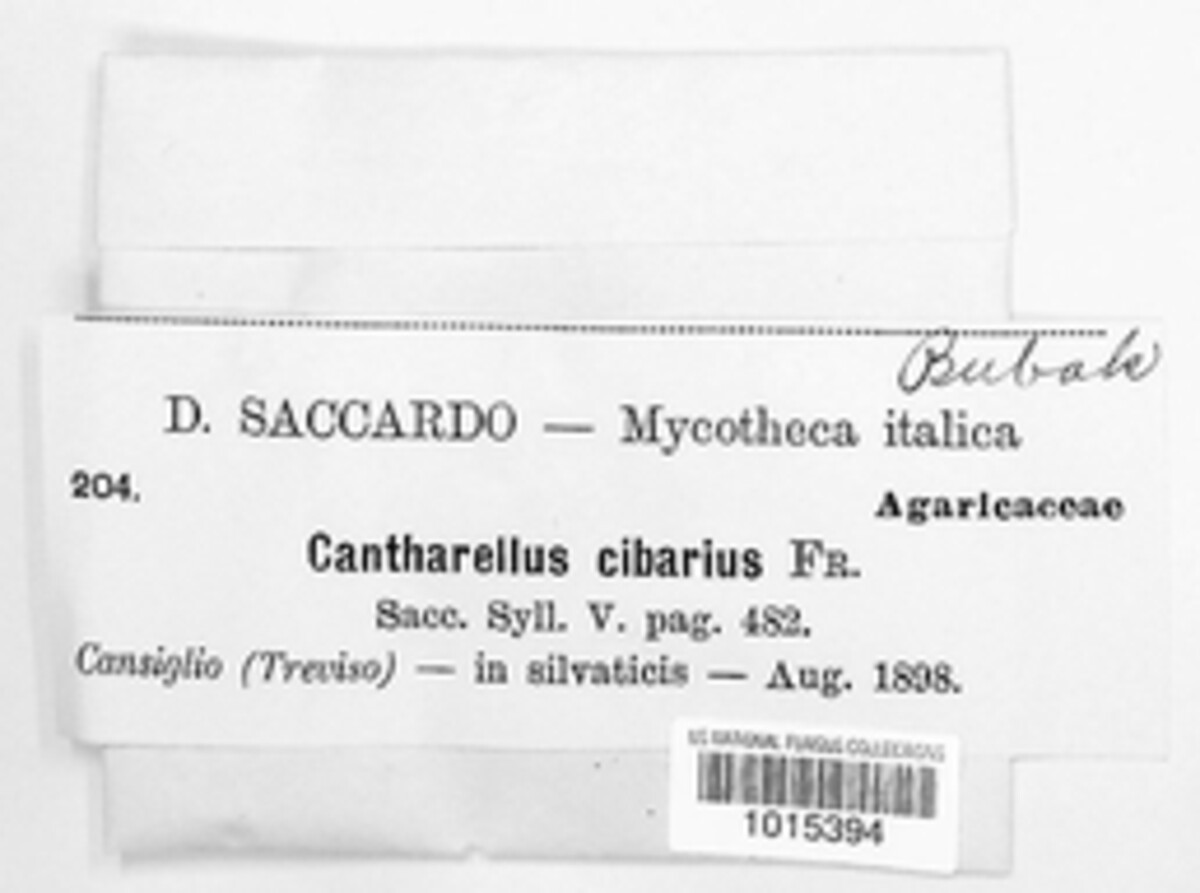 Bubak
D. SACCARDO — Mycotheca italica
204.
Agaricaceae
Cantharellus cibarius FR.
Sacc. Syll. V. pag. 482.
Cansiglio (Treviso) — in silvaticis — Aug. 1898.
US NATIONAL FUNGUS COLLECTIONS
1015394